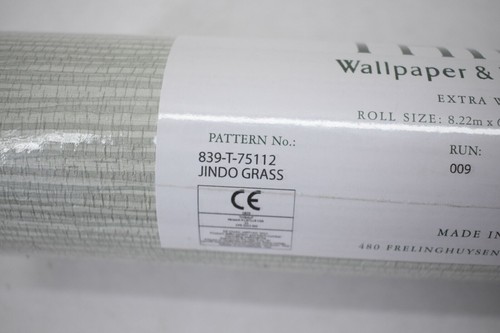 Wallpaper &
EXTRA
ROLL SIZE: 8.22m x
PATTERN No.:
RUN:
839-T-75112
009
JINDO GRASS
CE
MADE IN
480 FRELINGHUYSEN